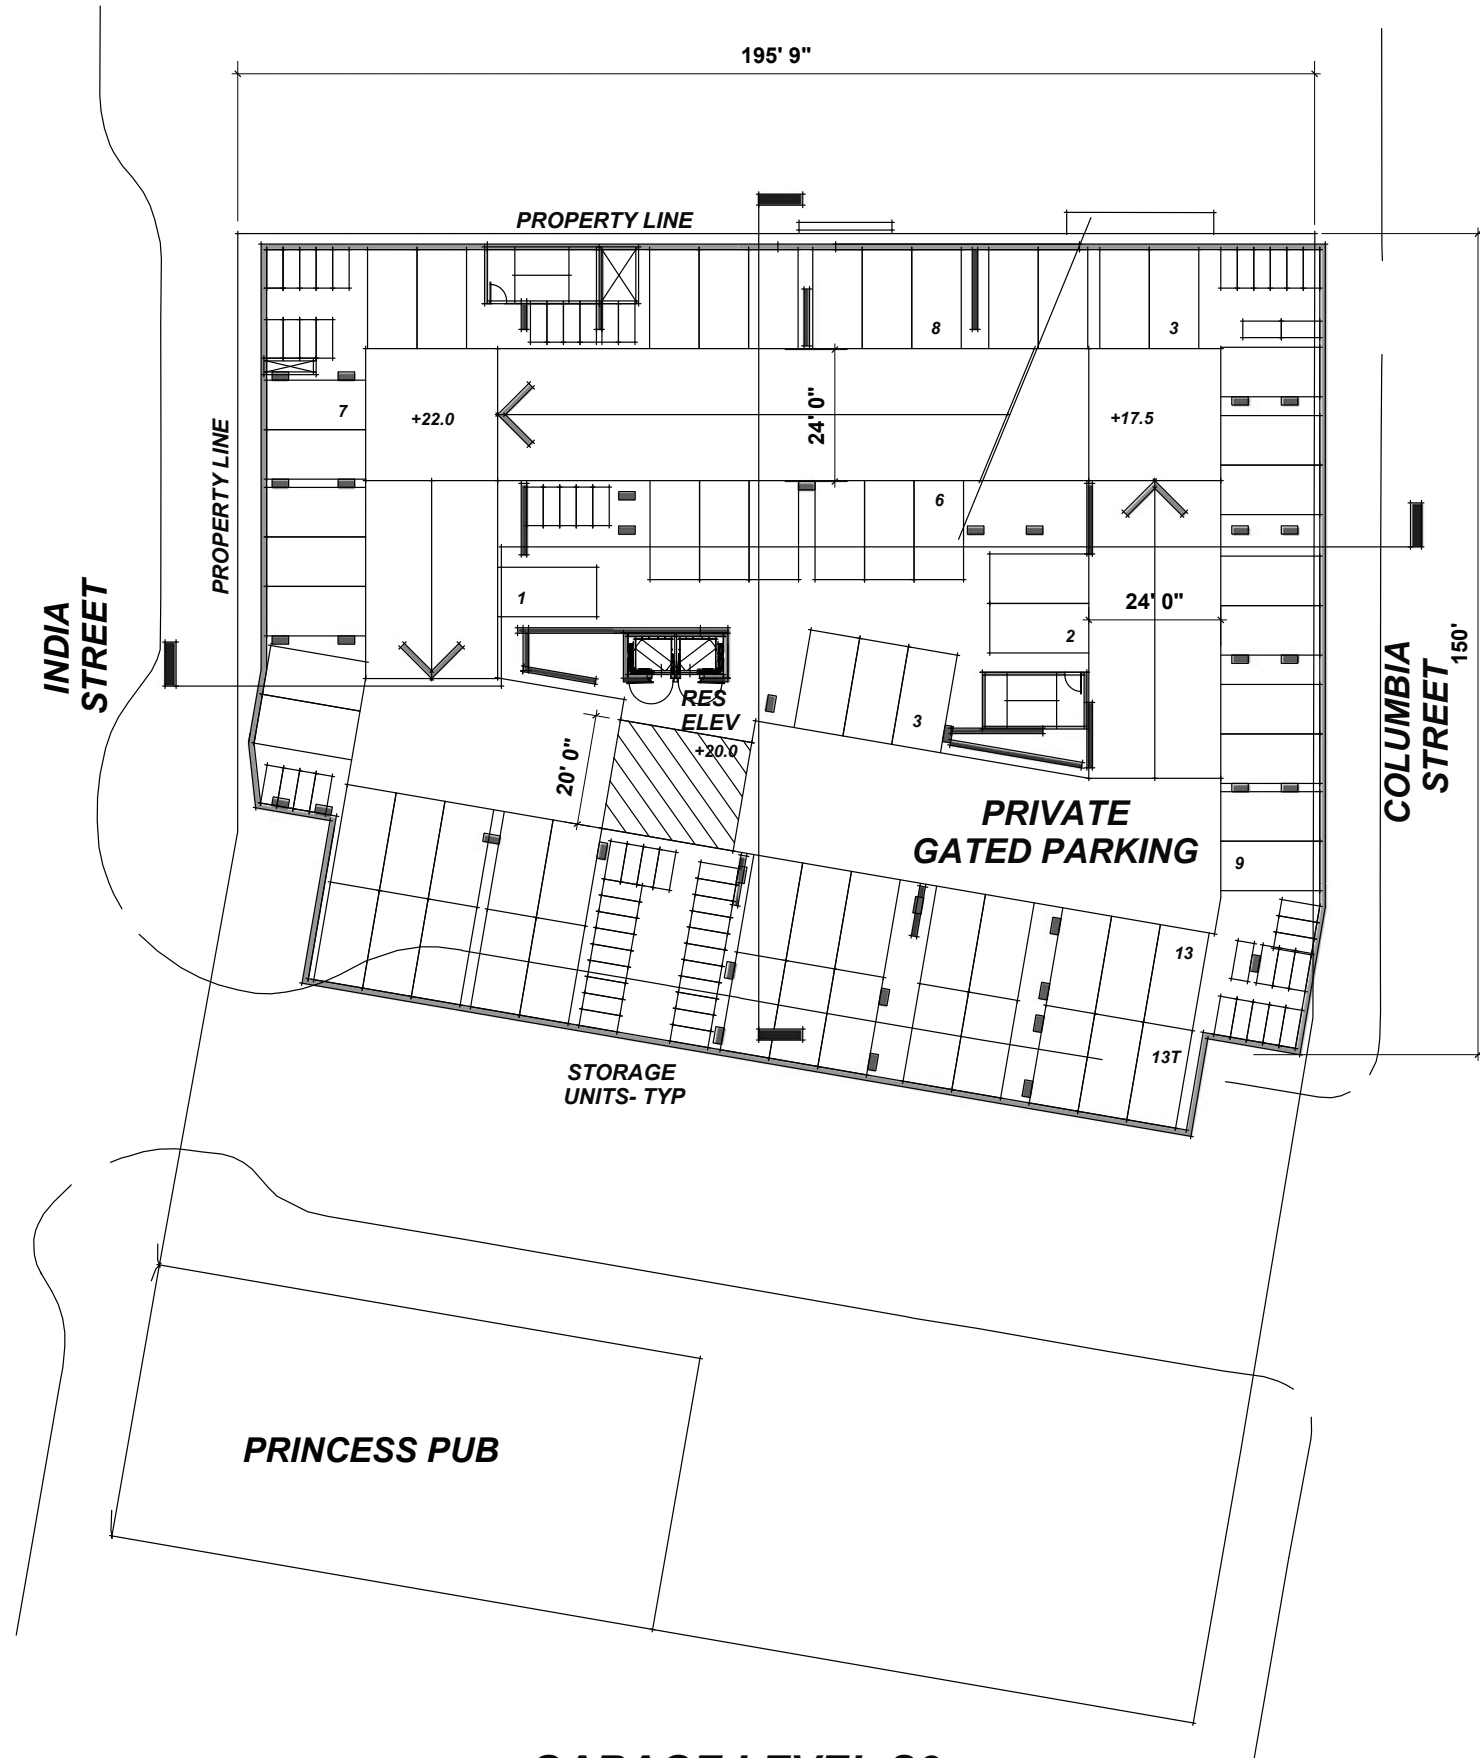 195' 9"
PROPERTY LINE
8
3
7
+22.0
24' 0"
+17.5
PROPERTY LINE
6
INDIA
STREET
1
24' 0"
2
COLUMBIA
STREET
150'
RES
ELEV
+20.0
3
20' 0"
PRIVATE
GATED PARKING
9
13
13T
STORAGE
UNITS- TYP
PRINCESS PUB
GARAGE LEVEL